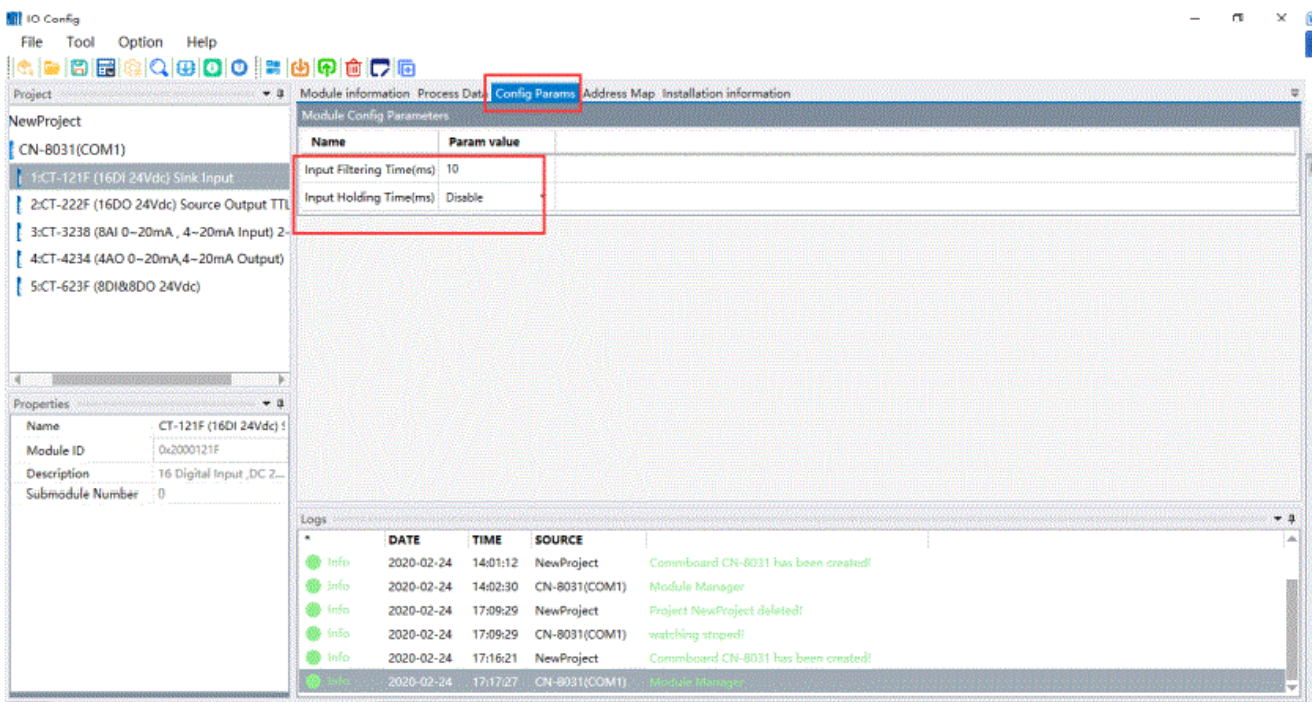 IO Config
File Tool Option Help
Project
Module information Process Data Config Params Address Map Installation information
NewProject
CN-8031(COM1)
1:CT-121F (16DI 24Vdc) Sink Input
2:CT-222F (16DO 24Vdc) Source Output TTL
3:CT-3238 (8AI 0~20mA , 4~20mA Input) 2-
4:CT-4234 (4AO 0~20mA,4~20mA Output)
5:CT-623F (8DI&8DO 24Vdc)
Module Config Parameters
Name Param value
Input Filtering Time(ms) 10
Input Holding Time(ms) Disable
Properties
Name CT-121F (16DI 24Vdc) S
Module ID 0x2000121F
Description 16 Digital Input ,DC 2...
Submodule Number 0
Logs
* DATE TIME SOURCE
Info 2020-02-24 14:01:12 NewProject Commboard CN-8031 has been created!
Info 2020-02-24 14:02:30 CN-8031(COM1) Module Manager
Info 2020-02-24 17:09:29 NewProject Project NewProject deleted!
Info 2020-02-24 17:09:29 CN-8031(COM1) watching stoped!
Info 2020-02-24 17:16:21 NewProject Commboard CN-8031 has been created!
Info 2020-02-24 17:17:27 CN-8031(COM1) Module Manager